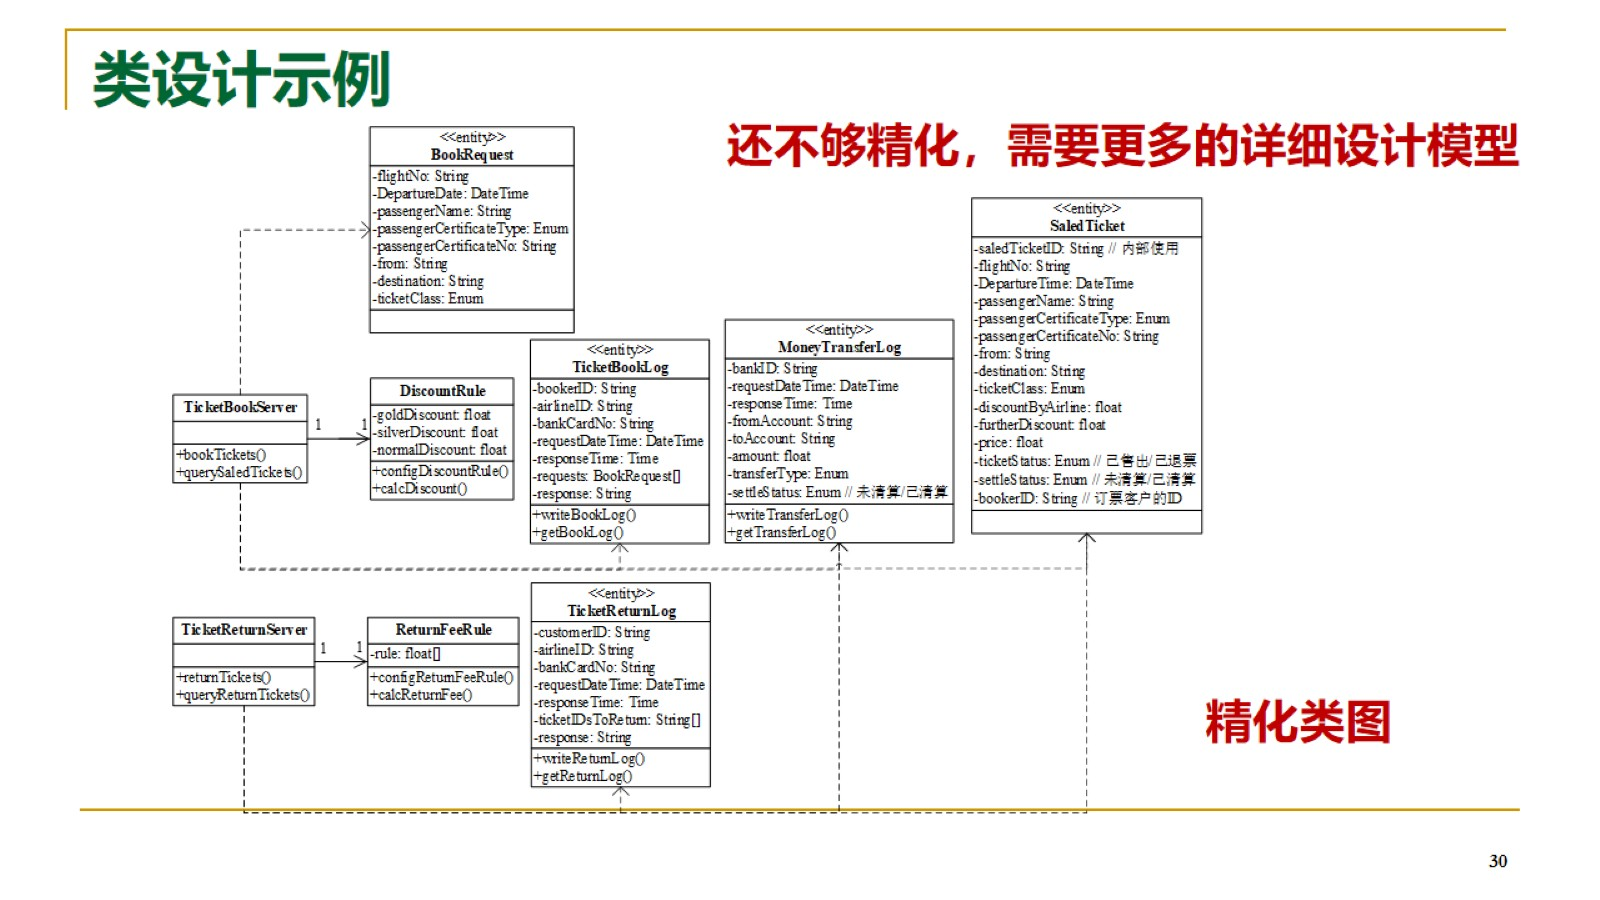 类设计示例
还不够精化，需要更多的详细设计模型
<<entity>>
BookRequest
-flightNo: String
-DepartureDate: DateTime
-passengerName: String
-passengerCertificateType: Enum
-passengerCertificateNo: String
-from: String
-destination: String
-ticketClass: Enum
<<entity>>
SaledTicket
-saledTicketID: String // 内部使用
-flightNo: String
-DepartureTime: DateTime
-passengerName: String
-passengerCertificateType: Enum
-passengerCertificateNo: String
-from: String
-destination: String
-ticketClass: Enum
-discountByAirline: float
-furtherDiscount: float
-price: float
-ticketStatus: Enum // 已售出/已退票
-settleStatus: Enum // 未清算/已清算
-bookerID: String // 订票客户的ID
<<entity>>
MoneyTransferLog
-bankID: String
-requestDateTime: DateTime
-responseTime: Time
-fromAccount: String
-toAccount: String
-amount: float
-transferType: Enum
-settleStatus: Enum // 未清算/已清算
+writeTransferLog()
+getTransferLog()
<<entity>>
TicketBookLog
-bookerID: String
-airlineID: String
-bankCardNo: String
-requestDateTime: DateTime
-responseTime: Time
-requests: BookRequest[]
-response: String
+writeBookLog()
+getBookLog()
TicketBookServer
+bookTickets()
+querySaledTickets()
1
1
DiscountRule
-goldDiscount: float
-silverDiscount: float
-normalDiscount: float
+configDiscountRule()
+calcDiscount()
<<entity>>
TicketReturnLog
-customerID: String
-airlineID: String
-bankCardNo: String
-requestDateTime: DateTime
-responseTime: Time
-ticketIDsToReturn: String[]
-response: String
+writeReturnLog()
+getReturnLog()
TicketReturnServer
+returnTickets()
+queryReturnTickets()
1
1
ReturnFeeRule
-rule: float[]
+configReturnFeeRule()
+calcReturnFee()
精化类图
30